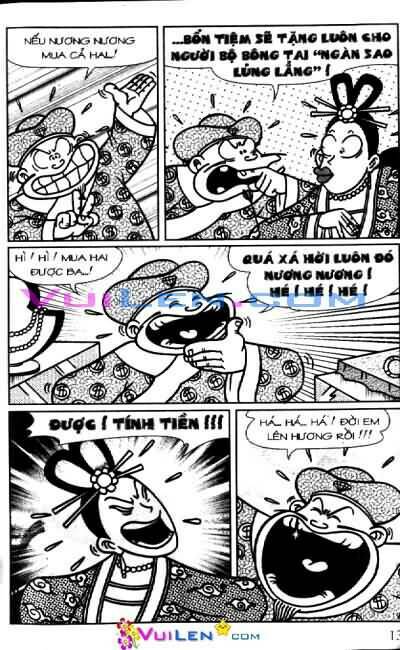 NẾU NƯƠNG NƯƠNG
MUA CẢ HAI..!
...BỔN TIỆM SẼ TẶNG LUÔN CHO
NGƯỜI BỘ BÔNG TAI "NGÀN SAO
LÚNG LẮNG" !
HÌ ! HÌ ! MUA HAI
ĐƯỢC BA..!
QUÁ XÁ HỜI LUÔN ĐÓ
NƯƠNG NƯƠNG !
HÉ ! HÉ ! HÉ !
VuiLen.com
ĐƯỢC ! TÍNH TIỀN !!!
HÁ.. HÁ.. HÁ ! ĐỜI EM
LÊN HƯƠNG RỒI !!!
13
VuiLen.com